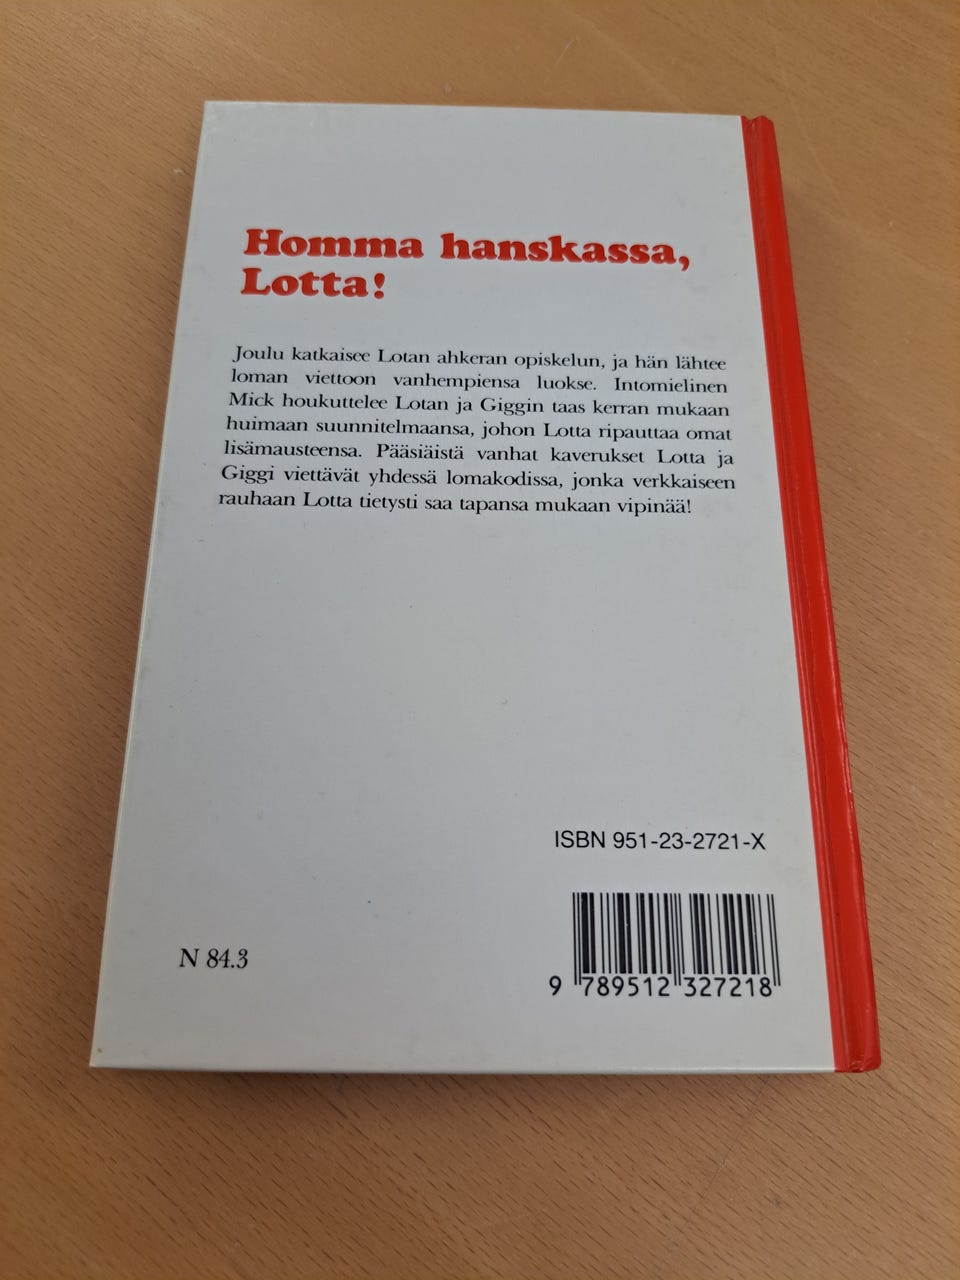 Homma hanskassa,
Lotta!
Joulu katkaisee Lotan ahkeran opiskelun, ja hän lähtee
loman viettoon vanhempiensa luokse. Intomielinen
Mick houkuttelee Lotan ja Giggin taas kerran mukaan
huimaan suunnitelmaansa, johon Lotta ripauttaa omat
lisämausteensa. Pääsiäistä vanhat kaverukset Lotta ja
Giggi viettävät yhdessä lomakodissa, jonka verkkaiseen
rauhaan Lotta tietysti saa tapansa mukaan vipinää!
ISBN 951-23-2721-X
N 84.3
9 789512 327218